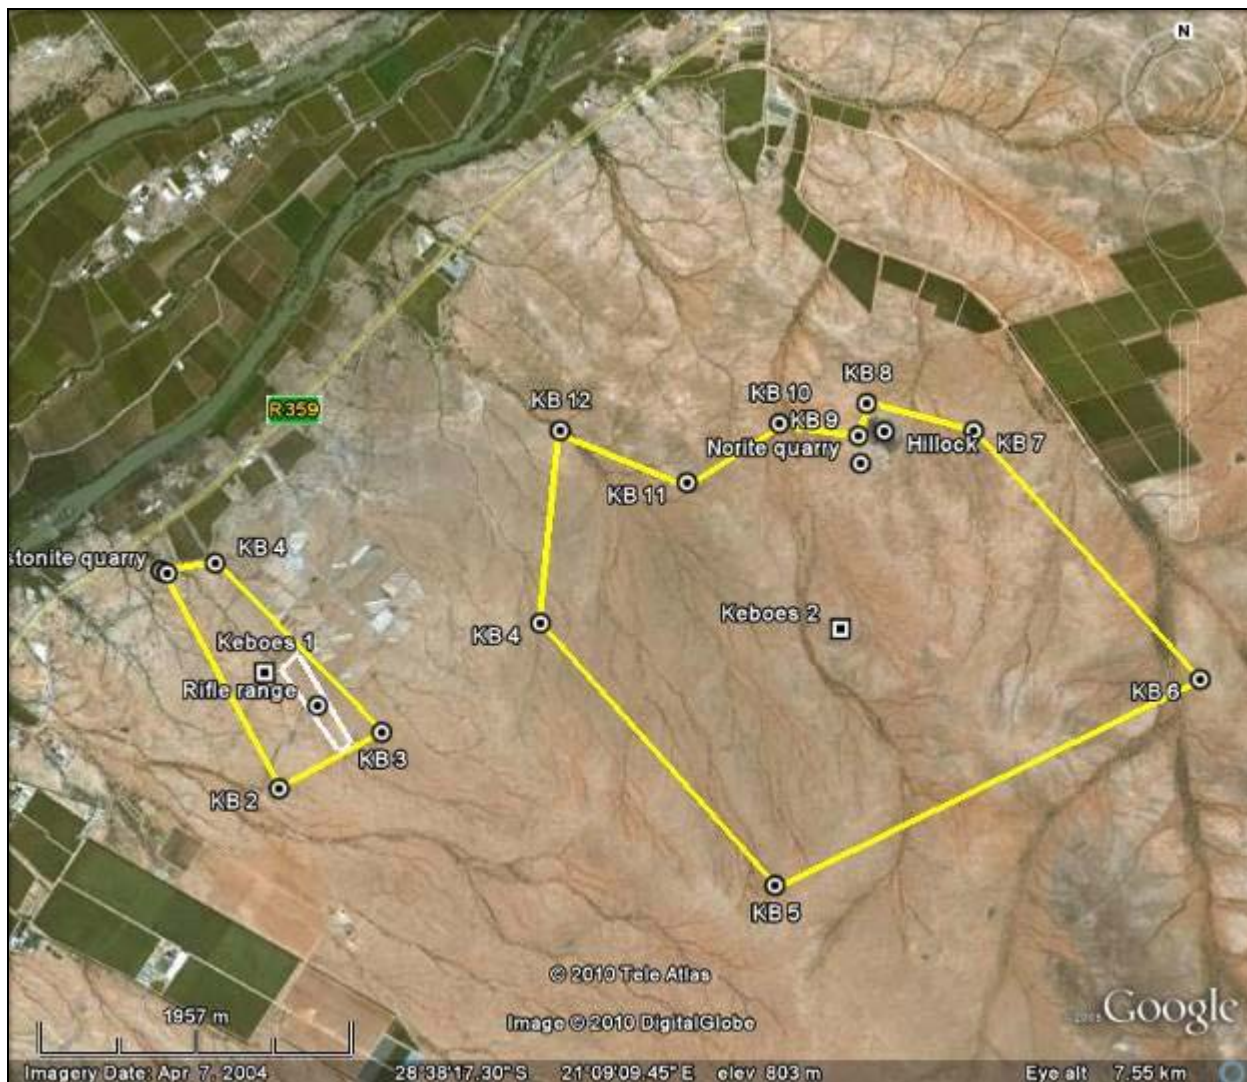 N
KB 8
KB 12
KB 10
R 359
KB 9
Hillock
KB 7
Norite quarry
KB 11
stonite quarry
KB 4
Keboes 1
KB 4
Keboes 2
Rifle range
KB 6
KB 3
KB 2
KB 5
© 2010 Tele Atlas
1957 m
Image © 2010 DigitalGlobe
Google
Imagery Date: Apr 7, 2004 28°38'17.30" S 21°09'09.45" E elev 803 m Eye alt 7.55 km